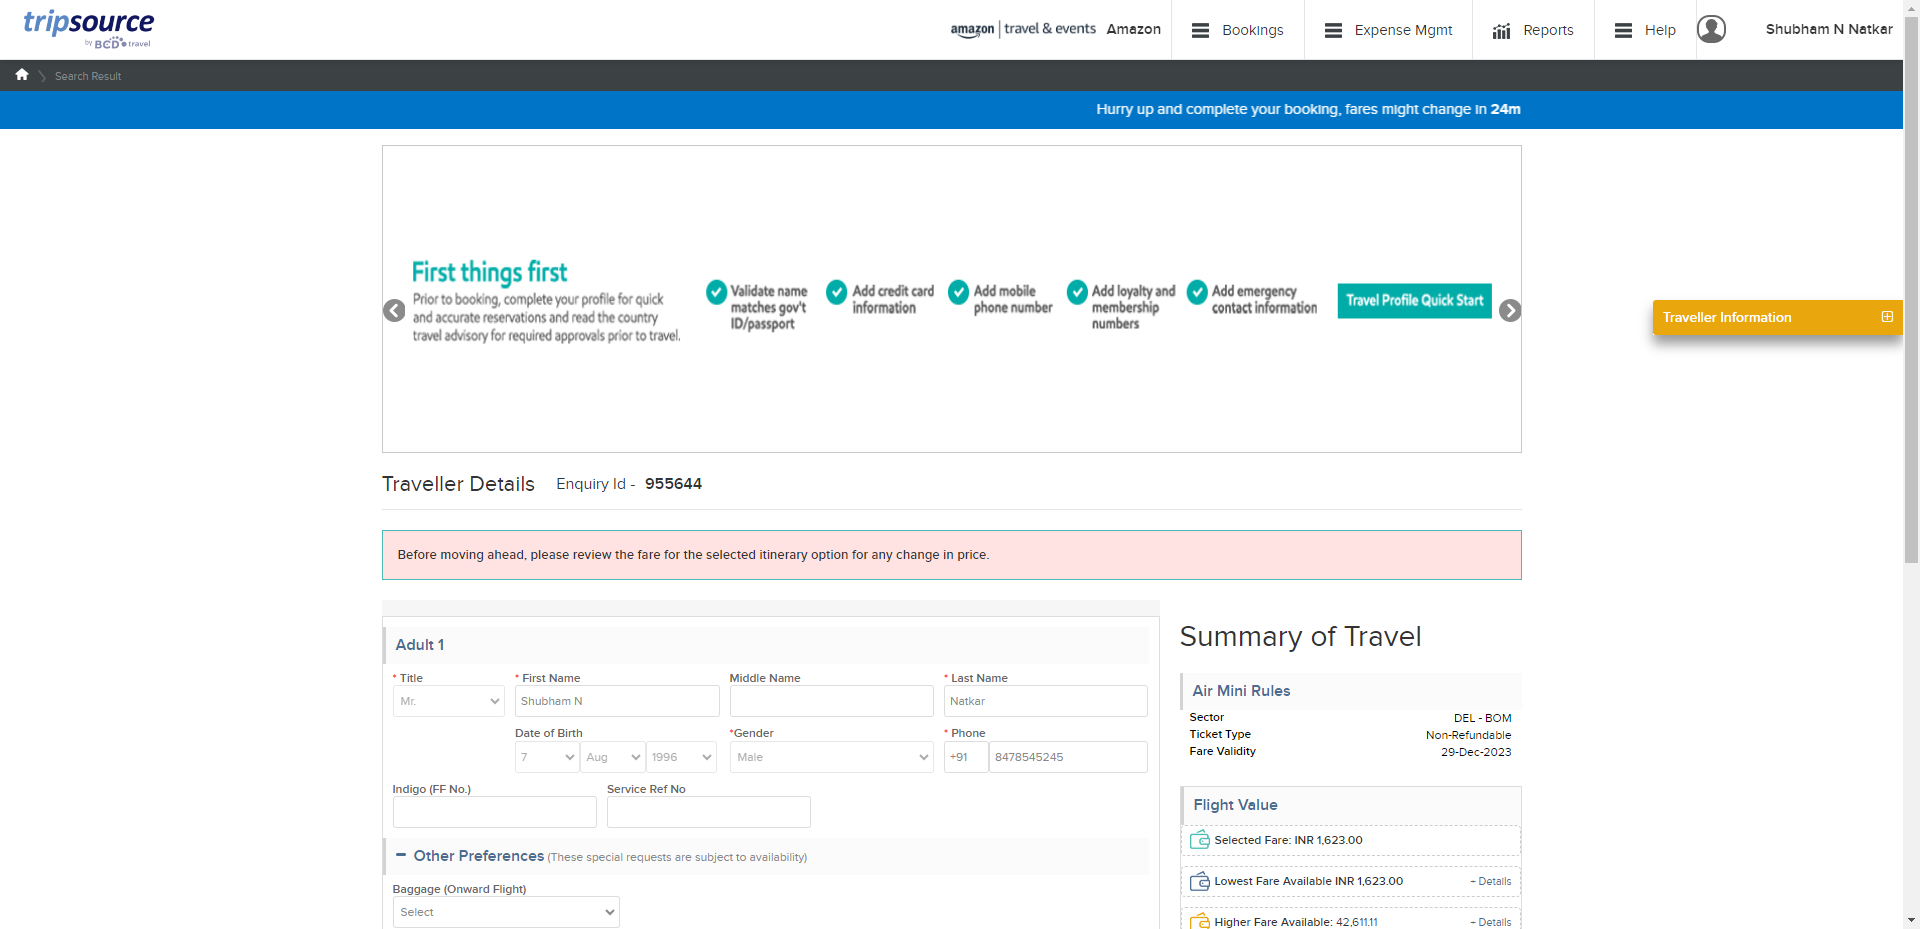 tripsource
by BCD travel
amazon | travel & events Amazon
Bookings
Expense Mgmt
Reports
Help
Shubham N Natkar
Search Result
Hurry up and complete your booking, fares might change in 24m
First things first
Prior to booking, complete your profile for quick
and accurate reservations and read the country
travel advisory for required approvals prior to travel.
Validate name
matches gov't
ID/passport
Add credit card
information
Add mobile
phone number
Add loyalty and
membership
numbers
Add emergency
contact information
Travel Profile Quick Start
Traveller Information
Traveller Details Enquiry Id - 955644
Before moving ahead, please review the fare for the selected itinerary option for any change in price.
Adult 1
* Title * First Name Middle Name * Last Name
Mr. Shubham N Natkar
Date of Birth *Gender * Phone
7 Aug 1996 Male +91 8478545245
Indigo (FF No.) Service Ref No
Other Preferences (These special requests are subject to availability)
Baggage (Onward Flight)
Select
Summary of Travel
Air Mini Rules
Sector DEL - BOM
Ticket Type Non-Refundable
Fare Validity 29-Dec-2023
Flight Value
Selected Fare: INR 1,623.00
Lowest Fare Available INR 1,623.00 + Details
Higher Fare Available: 42,611.11 + Details